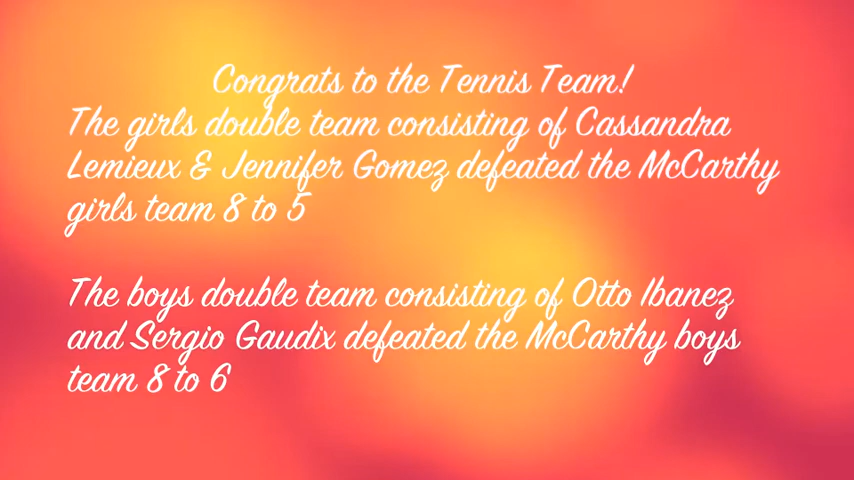 Congrats to the Tennis Team!
The girls double team consisting of Cassandra
Lemieux & Jennifer Gomez defeated the McCarthy
girls team 8 to 5
The boys double team consisting of Otto Ibanez
and Sergio Gaudix defeated the McCarthy boys
team 8 to 6